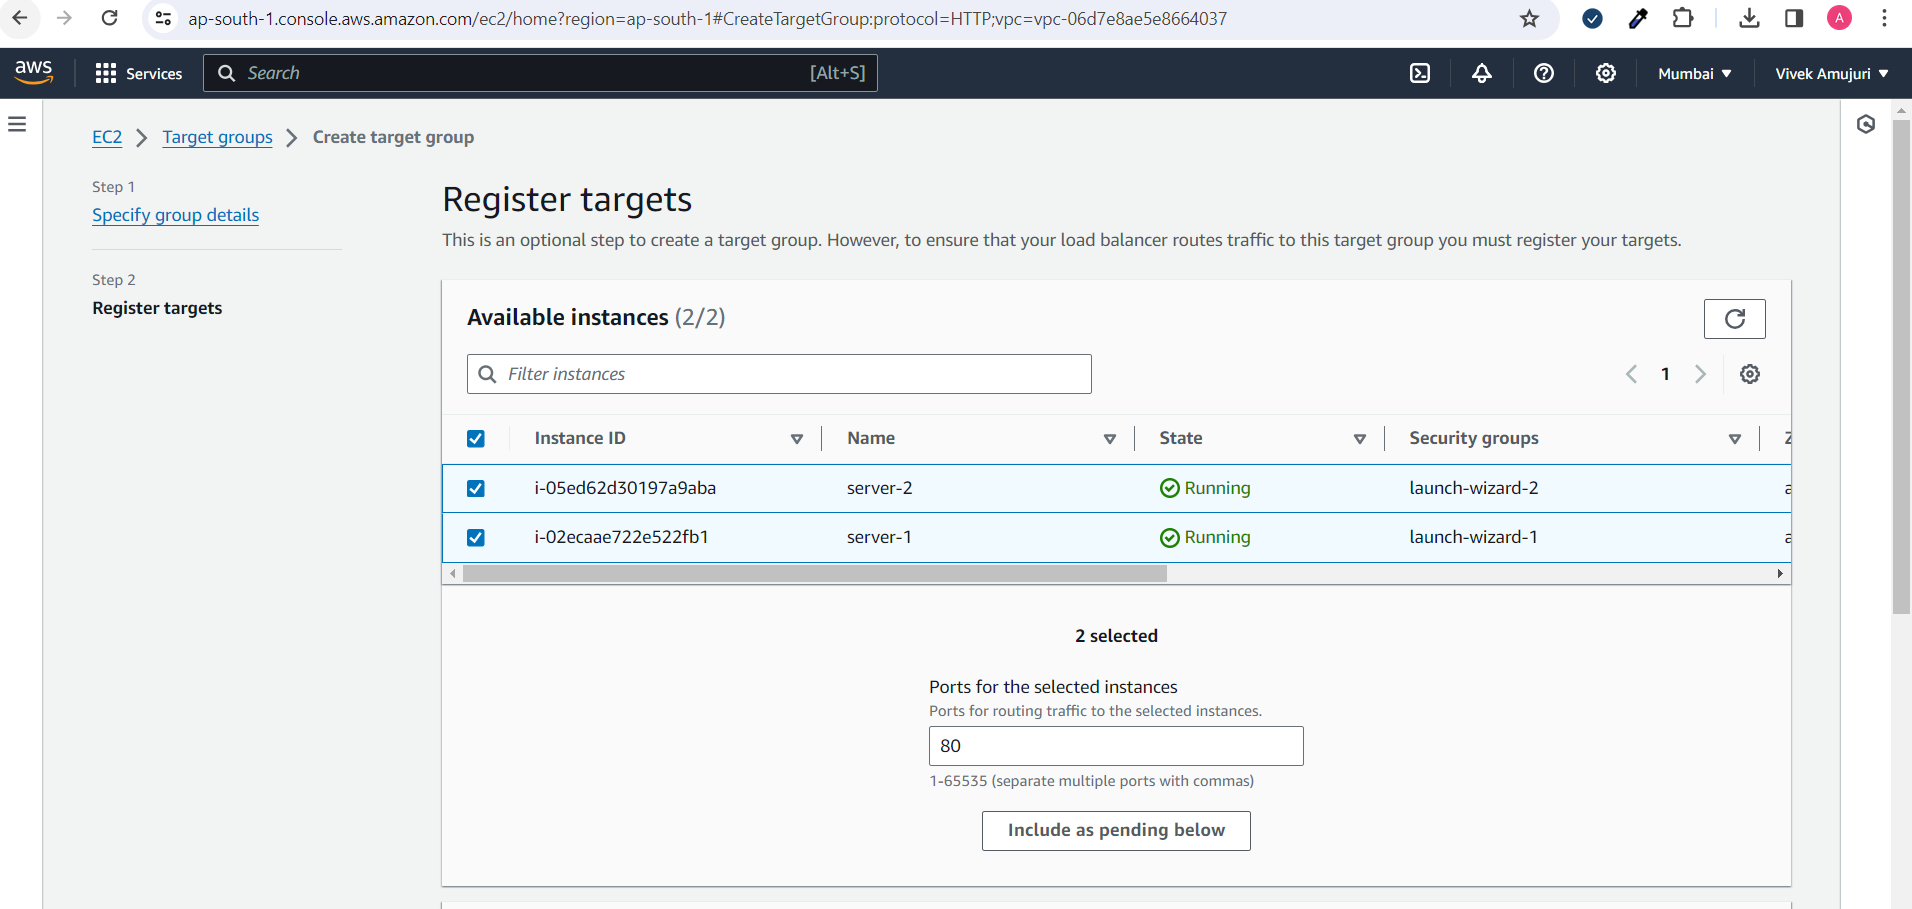 ap-south-1.console.aws.amazon.com/ec2/home?region=ap-south-1#CreateTargetGroup:protocol=HTTP;vpc=vpc-06d7e8ae5e8664037
A
aws
Services
Search
[Alt+S]
Mumbai
Vivek Amujuri
EC2
Target groups
Create target group
Step 1
Specify group details
Step 2
Register targets
Register targets
This is an optional step to create a target group. However, to ensure that your load balancer routes traffic to this target group you must register your targets.
Available instances (2/2)
Filter instances
1
Instance ID
Name
State
Security groups
i-05ed62d30197a9aba
server-2
Running
launch-wizard-2
i-02ecaae722e522fb1
server-1
Running
launch-wizard-1
2 selected
Ports for the selected instances
Ports for routing traffic to the selected instances.
80
1-65535 (separate multiple ports with commas)
Include as pending below